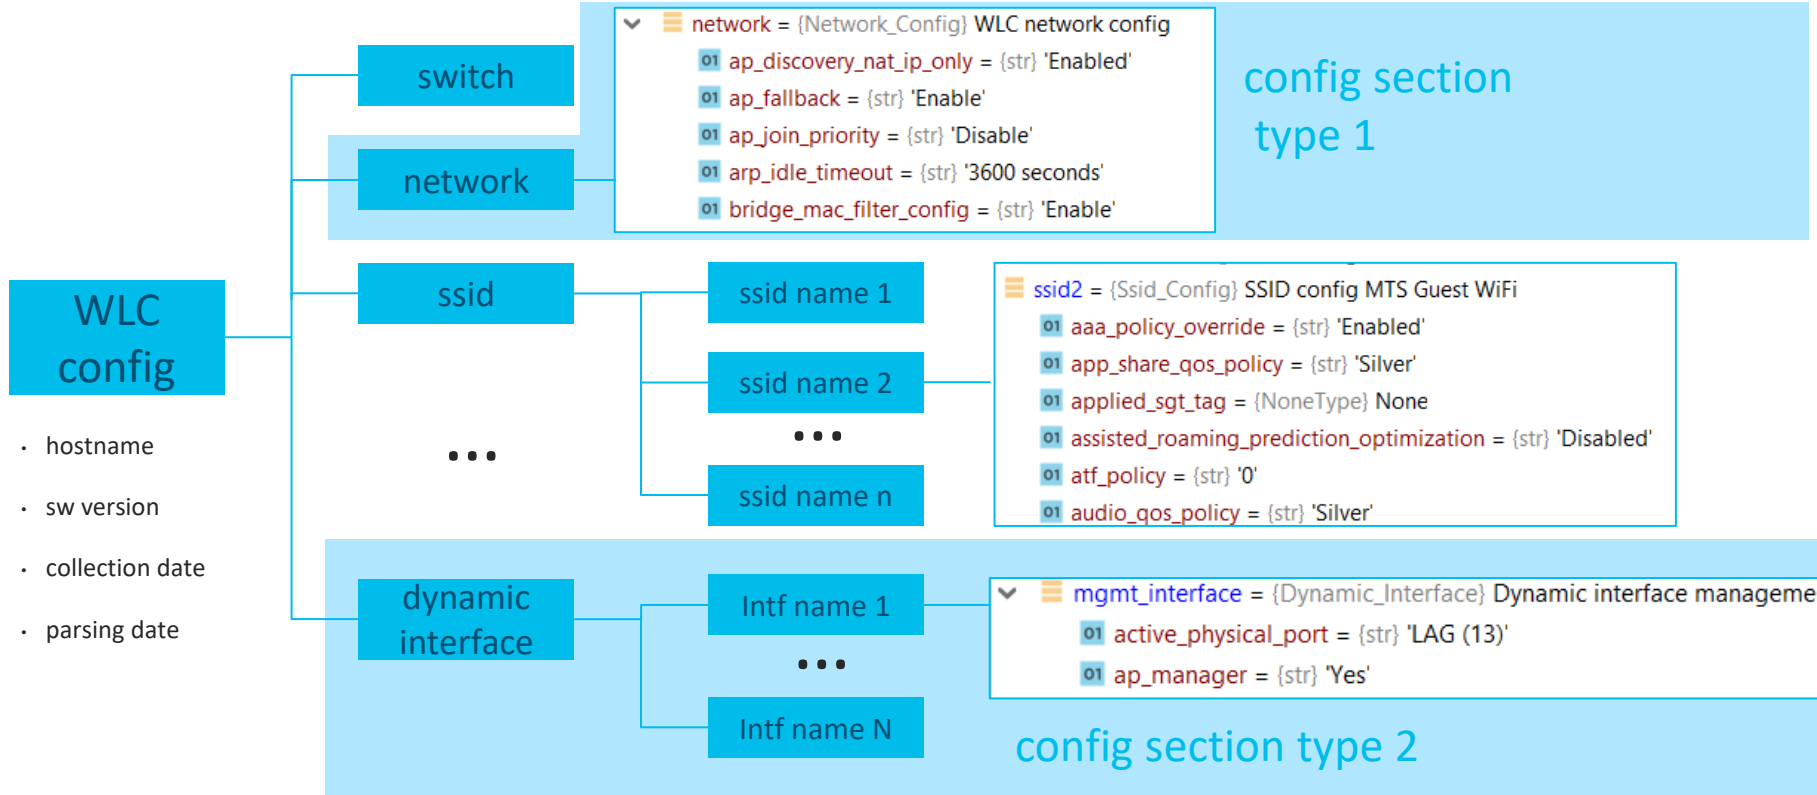 switch
network
ssid
...
dynamic
interface
WLC
config
· hostname
· sw version
· collection date
· parsing date
network = {Network_Config} WLC network config
01 ap_discovery_nat_ip_only = {str} 'Enabled'
01 ap_fallback = {str} 'Enable'
01 ap_join_priority = {str} 'Disable'
01 arp_idle_timeout = {str} '3600 seconds'
01 bridge_mac_filter_config = {str} 'Enable'
config section
type 1
ssid name 1
ssid name 2
...
ssid name n
ssid2 = {Ssid_Config} SSID config MTS Guest WiFi
01 aaa_policy_override = {str} 'Enabled'
01 app_share_qos_policy = {str} 'Silver'
01 applied_sgt_tag = {NoneType} None
01 assisted_roaming_prediction_optimization = {str} 'Disabled'
01 atf_policy = {str} '0'
01 audio_qos_policy = {str} 'Silver'
Intf name 1
...
Intf name N
mgmt_interface = {Dynamic_Interface} Dynamic interface manageme
01 active_physical_port = {str} 'LAG (13)'
01 ap_manager = {str} 'Yes'
config section type 2